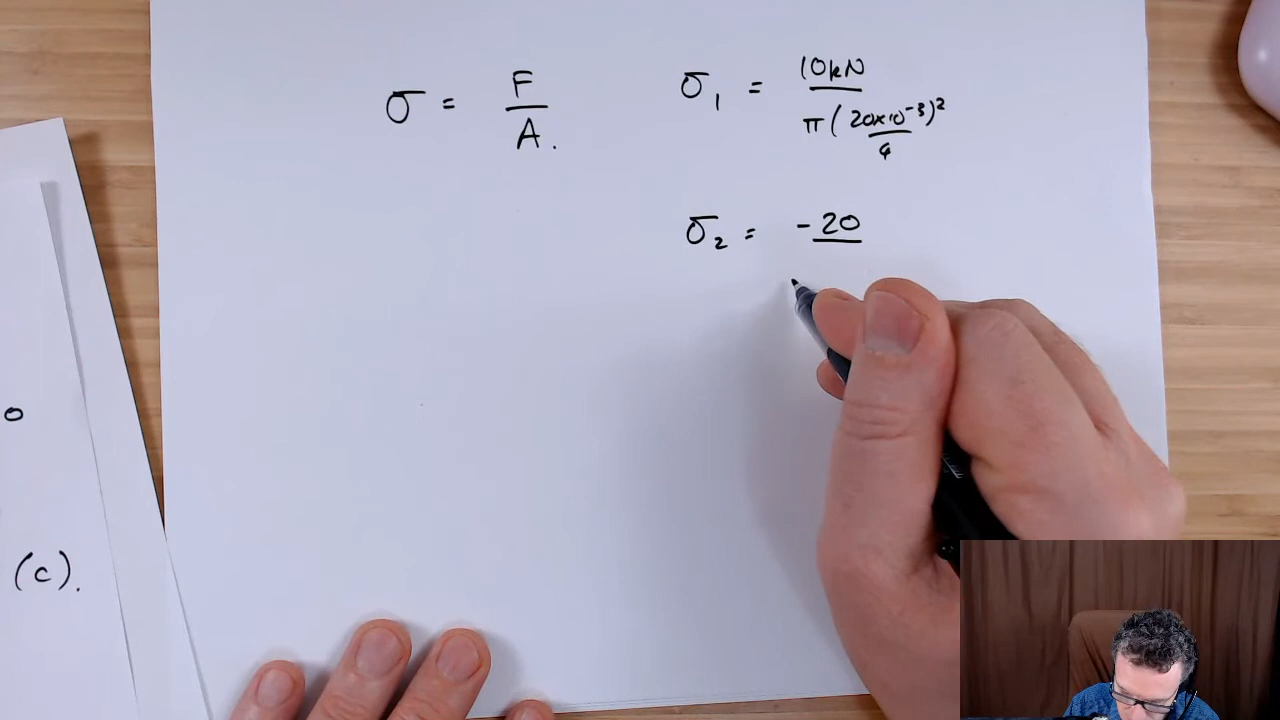 σ = F / A.
σ₁ = 10kN / π(20×10⁻³)² / 4
σ₂ = -20
o
(c).